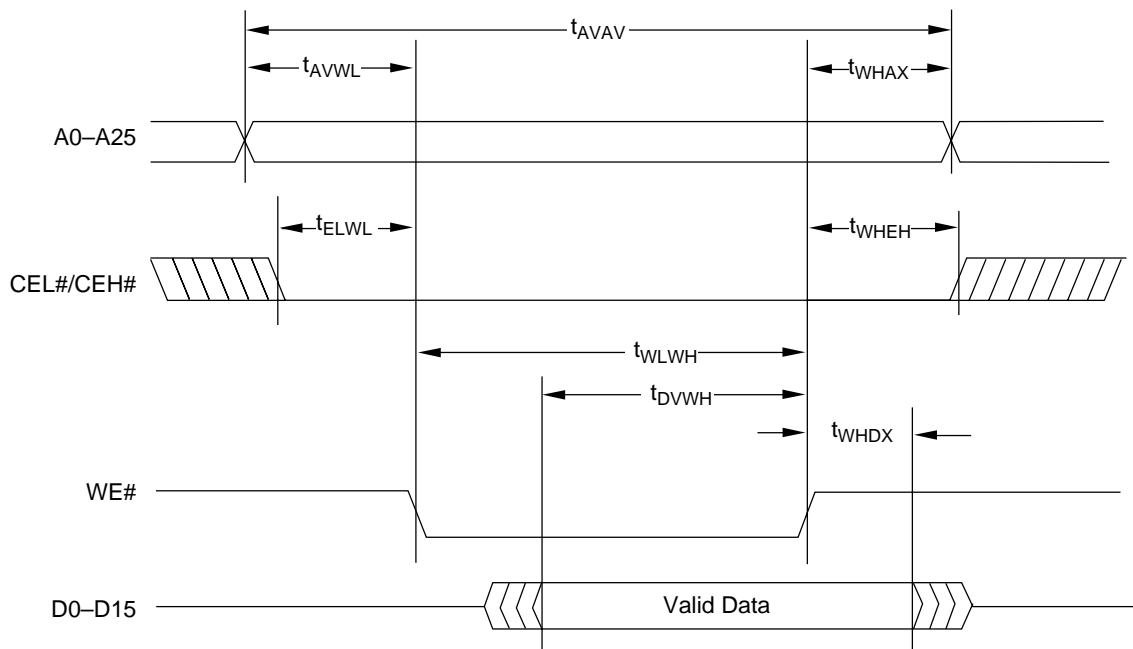 tAVAV
tAVWL
tWHAX
A0–A25
tELWL
tWHEH
CEL#/CEH#
tWLWH
tDVWH
tWHDX
WE#
D0–D15
Valid Data